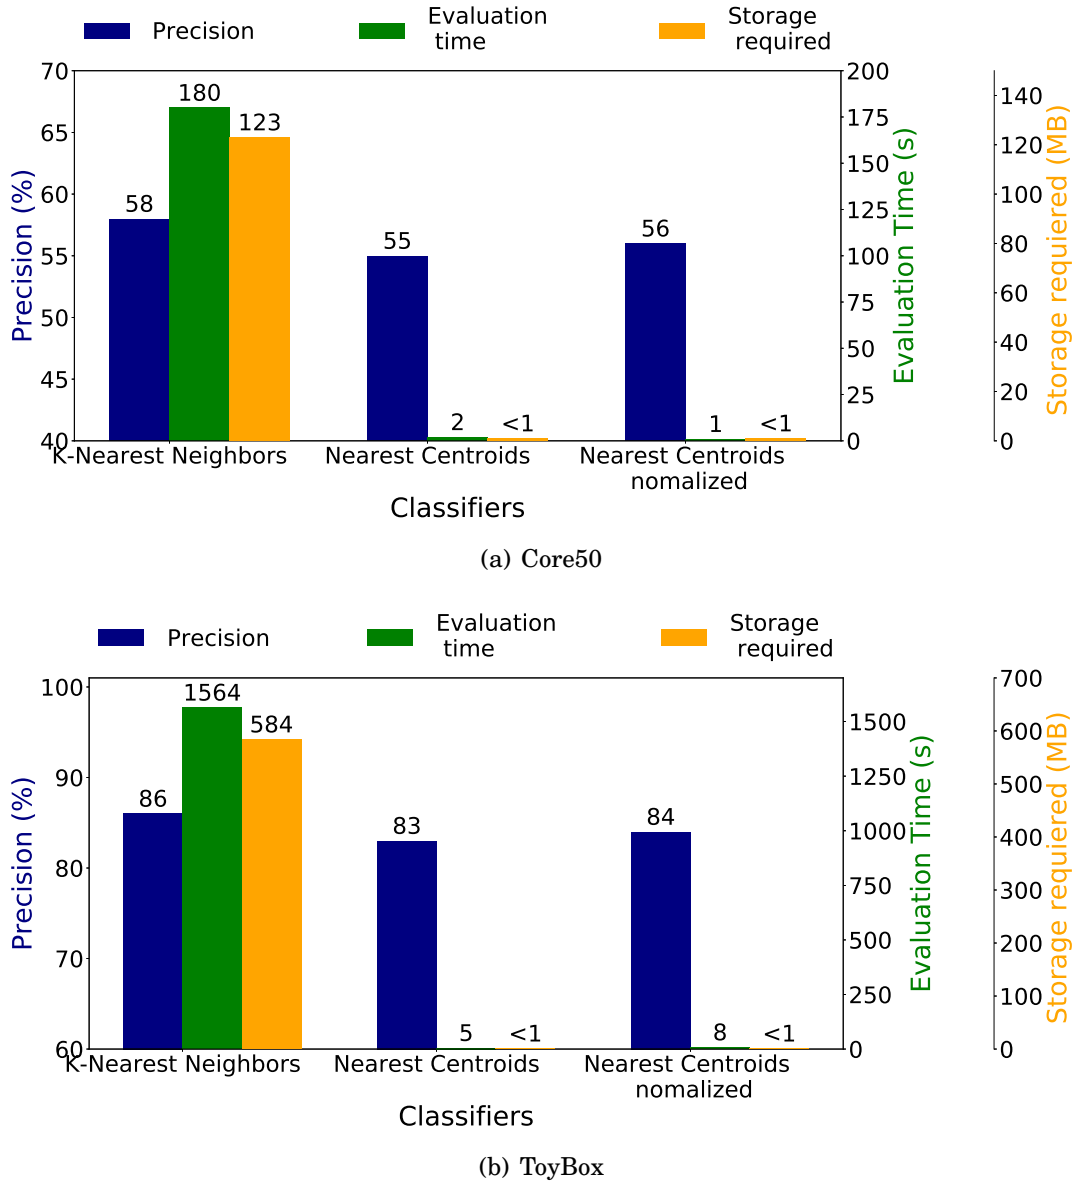 Precision
Evaluation
time
Storage
required
70
65
60
55
50
45
40
Precision (%)
180
123
58
55
2
<1
56
1
<1
200
175
150
125
100
75
50
25
0
Evaluation Time (s)
140
120
100
80
60
40
20
0
Storage requiered (MB)
K-Nearest Neighbors
Nearest Centroids
Nearest Centroids
nomalized
Classifiers
(a) Core50
Precision
Evaluation
time
Storage
required
100
90
80
70
60
Precision (%)
1564
584
86
83
5
<1
84
8
<1
1500
1250
1000
750
500
250
0
Evaluation Time (s)
700
600
500
400
300
200
100
0
Storage requiered (MB)
K-Nearest Neighbors
Nearest Centroids
Nearest Centroids
nomalized
Classifiers
(b) ToyBox